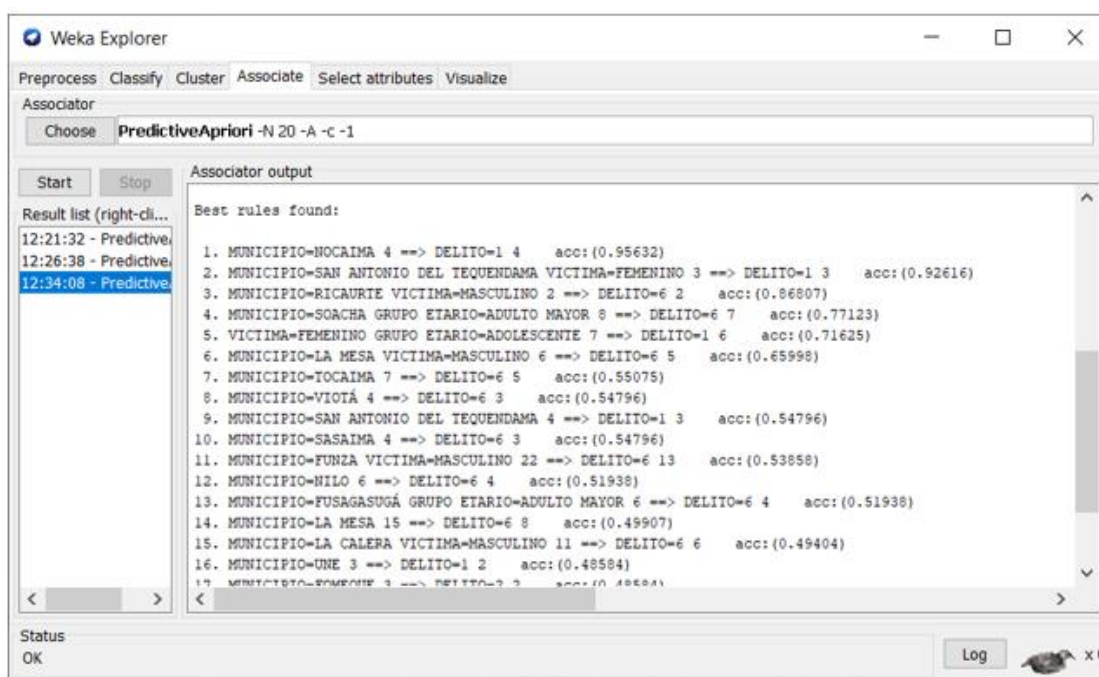 Weka Explorer
Preprocess Classify Cluster Associate Select attributes Visualize
Associator
Choose PredictiveApriori -N 20 -A -c -1
Start Stop
Associator output
Result list (right-cli...
12:21:32 - Predictive
12:26:38 - Predictive
12:34:08 - Predictive
Best rules found:
1. MUNICIPIO=NOCAIMA 4 ==> DELITO=1 4 acc:(0.95632)
2. MUNICIPIO=SAN ANTONIO DEL TEQUENDAMA VICTIMA=FEMENINO 3 ==> DELITO=1 3 acc:(0.92616)
3. MUNICIPIO=RICAURTE VICTIMA=MASCULINO 2 ==> DELITO=6 2 acc:(0.86807)
4. MUNICIPIO=SOACHA GRUPO ETARIO=ADULTO MAYOR 8 ==> DELITO=6 7 acc:(0.77123)
5. VICTIMA=FEMENINO GRUPO ETARIO=ADOLESCENTE 7 ==> DELITO=1 6 acc:(0.71625)
6. MUNICIPIO=LA MESA VICTIMA=MASCULINO 6 ==> DELITO=6 5 acc:(0.65998)
7. MUNICIPIO=TOCAIMA 7 ==> DELITO=6 5 acc:(0.55075)
8. MUNICIPIO=VIOTÁ 4 ==> DELITO=6 3 acc:(0.54796)
9. MUNICIPIO=SAN ANTONIO DEL TEQUENDAMA 4 ==> DELITO=1 3 acc:(0.54796)
10. MUNICIPIO=SASAIMA 4 ==> DELITO=6 3 acc:(0.54796)
11. MUNICIPIO=FUNZA VICTIMA=MASCULINO 22 ==> DELITO=6 13 acc:(0.53858)
12. MUNICIPIO=NILO 6 ==> DELITO=6 4 acc:(0.51938)
13. MUNICIPIO=FUSAGASUGÁ GRUPO ETARIO=ADULTO MAYOR 6 ==> DELITO=6 4 acc:(0.51938)
14. MUNICIPIO=LA MESA 15 ==> DELITO=6 8 acc:(0.49907)
15. MUNICIPIO=LA CALERA VICTIMA=MASCULINO 11 ==> DELITO=6 6 acc:(0.49404)
16. MUNICIPIO=UNE 3 ==> DELITO=1 2 acc:(0.48584)
17. MUNICIPIO=FOMEQUE 3 ==> DELITO=2 2 acc:(0.48584)
Status
OK
Log
x